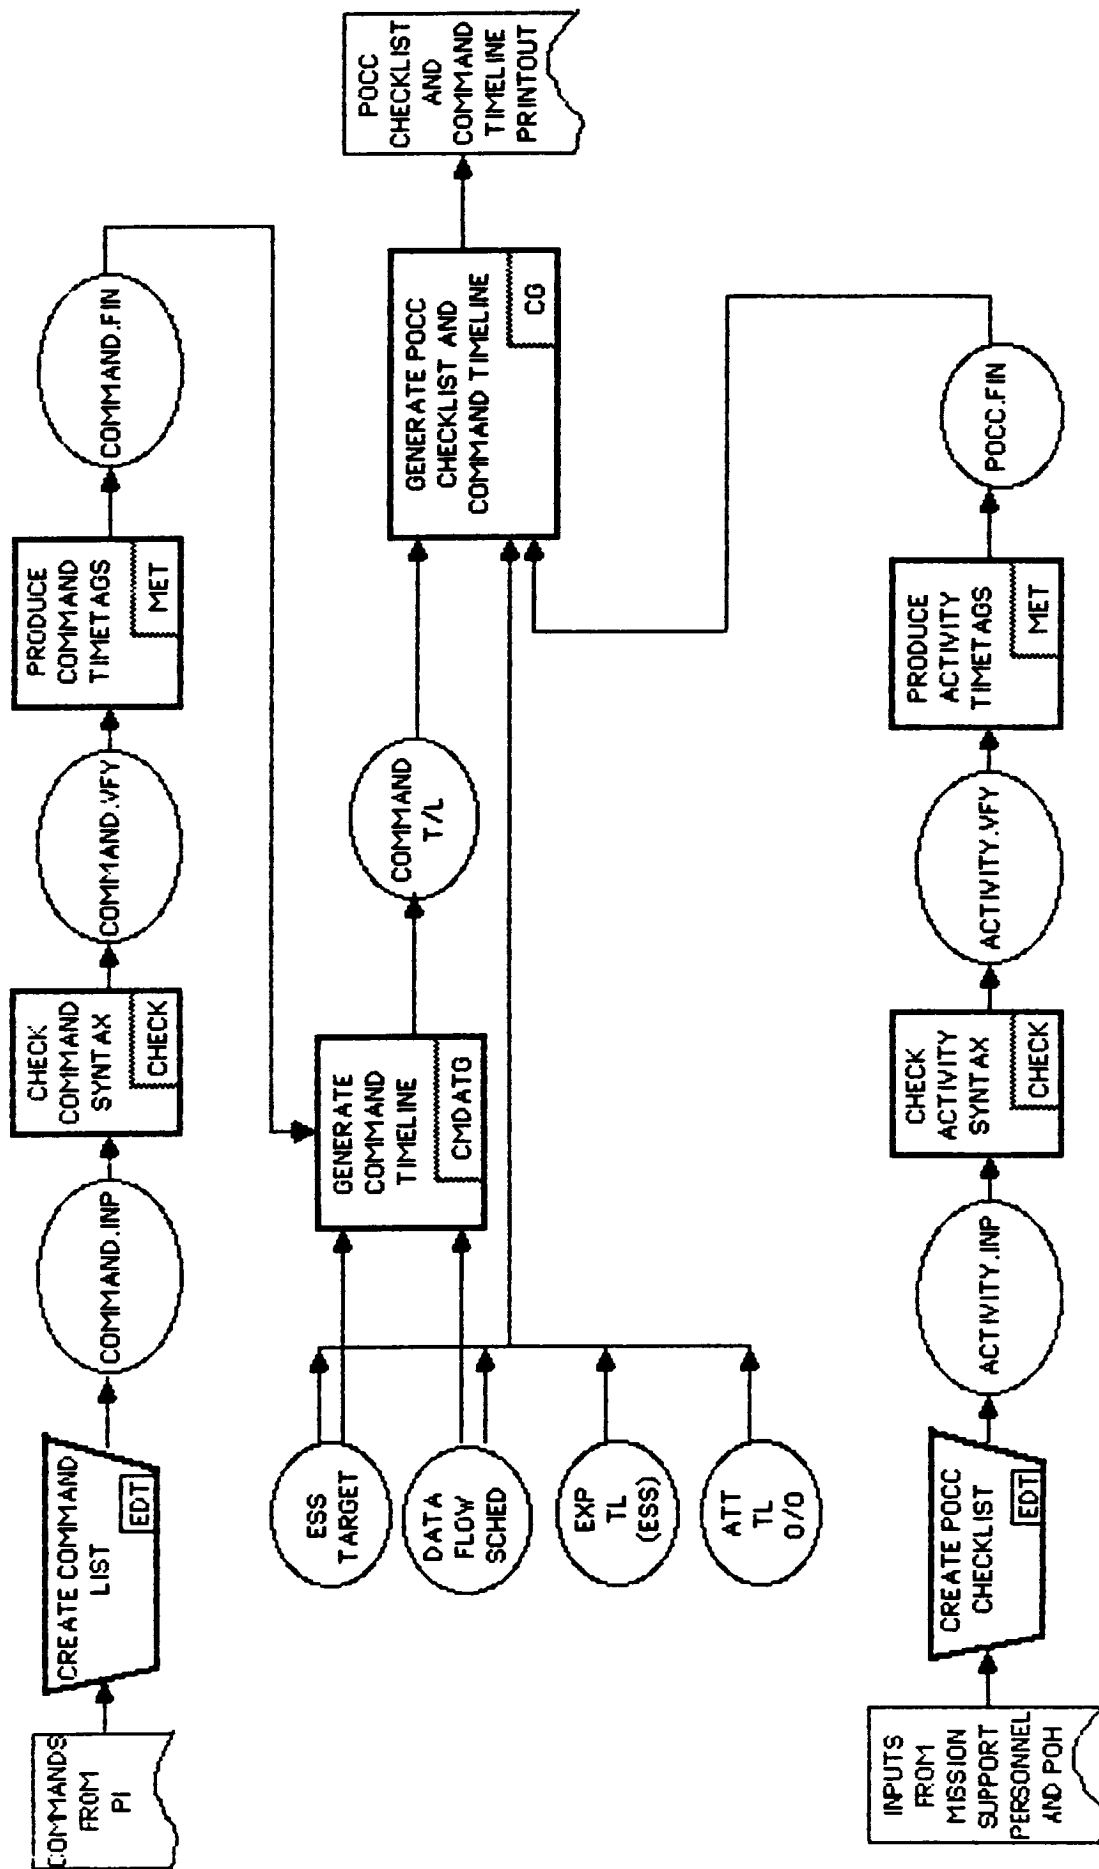 COMMANDS
FROM
PI
CREATE COMMAND
LIST
EDT
COMMAND.INP
CHECK
COMMAND
SYNTAX
CHECK
COMMAND.VFY
PRODUCE
COMMAND
TIMETAGS
MET
COMMAND.FIN
ESS
TARGET
DATA
FLOW
SCHED
EXP
TL
(ESS)
ATT
TL
O/O
GENERATE
COMMAND
TIMELINE
CMDATG
COMMAND
T/L
GENERATE POCC
CHECKLIST AND
COMMAND TIMELINE
CG
POCC
CHECKLIST
AND
COMMAND
TIMELINE
PRINTOUT
INPUTS
FROM
MISSION
SUPPORT
PERSONNEL
AND POH
CREATE POCC
CHECKLIST
EDT
ACTIVITY.INP
CHECK
ACTIVITY
SYNTAX
CHECK
ACTIVITY.VFY
PRODUCE
ACTIVITY
TIMETAGS
MET
POCC.FIN